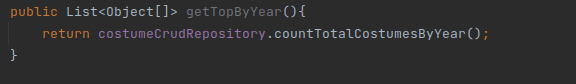 public List<Object[]> getTopByYear(){
return costumeCrudRepository.countTotalCostumesByYear();
}